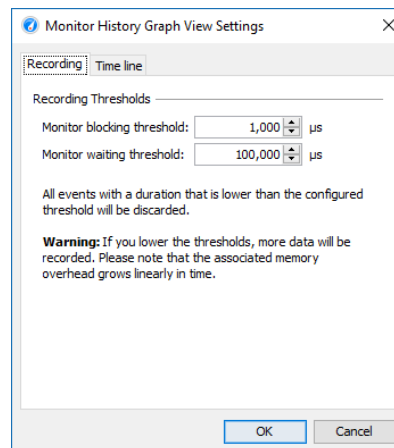 Monitor History Graph View Settings
Recording Time line
Recording Thresholds
Monitor blocking threshold: 1,000 µs
Monitor waiting threshold: 100,000 µs
All events with a duration that is lower than the configured
threshold will be discarded.
Warning: If you lower the thresholds, more data will be
recorded. Please note that the associated memory
overhead grows linearly in time.
OK Cancel